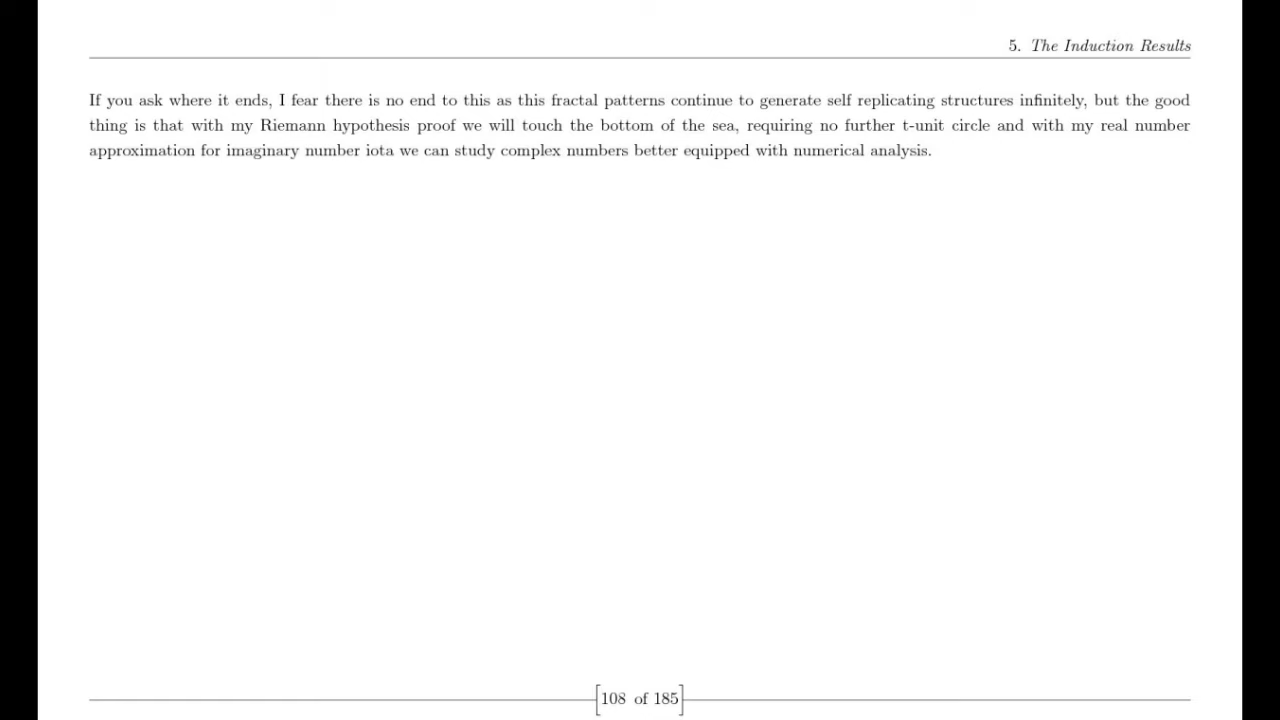 5. The Induction Results
If you ask where it ends, I fear there is no end to this as this fractal patterns continue to generate self replicating structures infinitely, but the good
thing is that with my Riemann hypothesis proof we will touch the bottom of the sea, requiring no further t-unit circle and with my real number
approximation for imaginary number iota we can study complex numbers better equipped with numerical analysis.
[108 of 185]